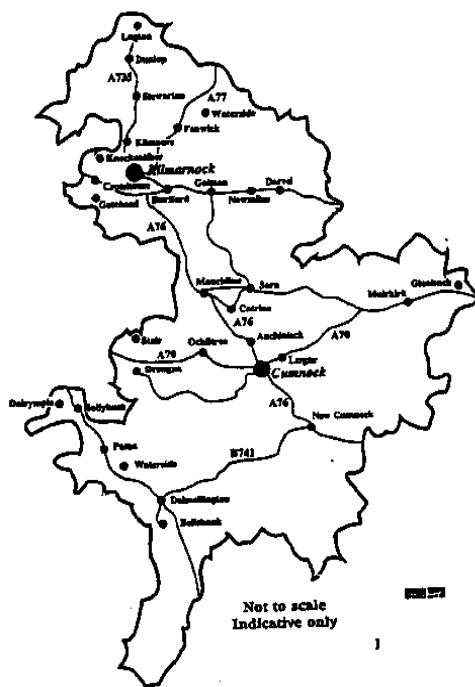 Lugton
Dunlop
A735
Stewarton
A77
Waterside
Fenwick
Kilmaurs
Knockentiber
Kilmarnock
Crosshouse
Galston
Darvel
Hurlford
Newmilns
Gatehead
A76
Mauchline
Sorn
Glenbuck
Muirkirk
Catrine
A76
Auchinleck
A70
Stair
Ochiltree
A70
Lugar
Drongan
Cumnock
A76
Dalrymple
Hollybush
New Cumnock
Patna
Waterside
B741
Dalmellington
Bellsbank
Not to scale
Indicative only